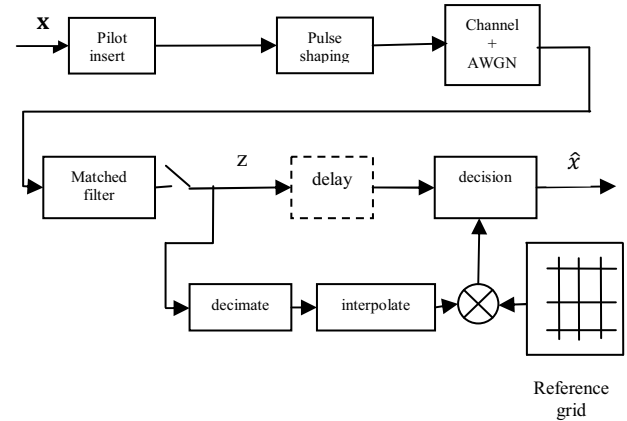 x
Pilot
insert
Pulse
shaping
Channel
+
AWGN
Matched
filter
z
delay
decision
x̂
decimate
interpolate
Reference
grid